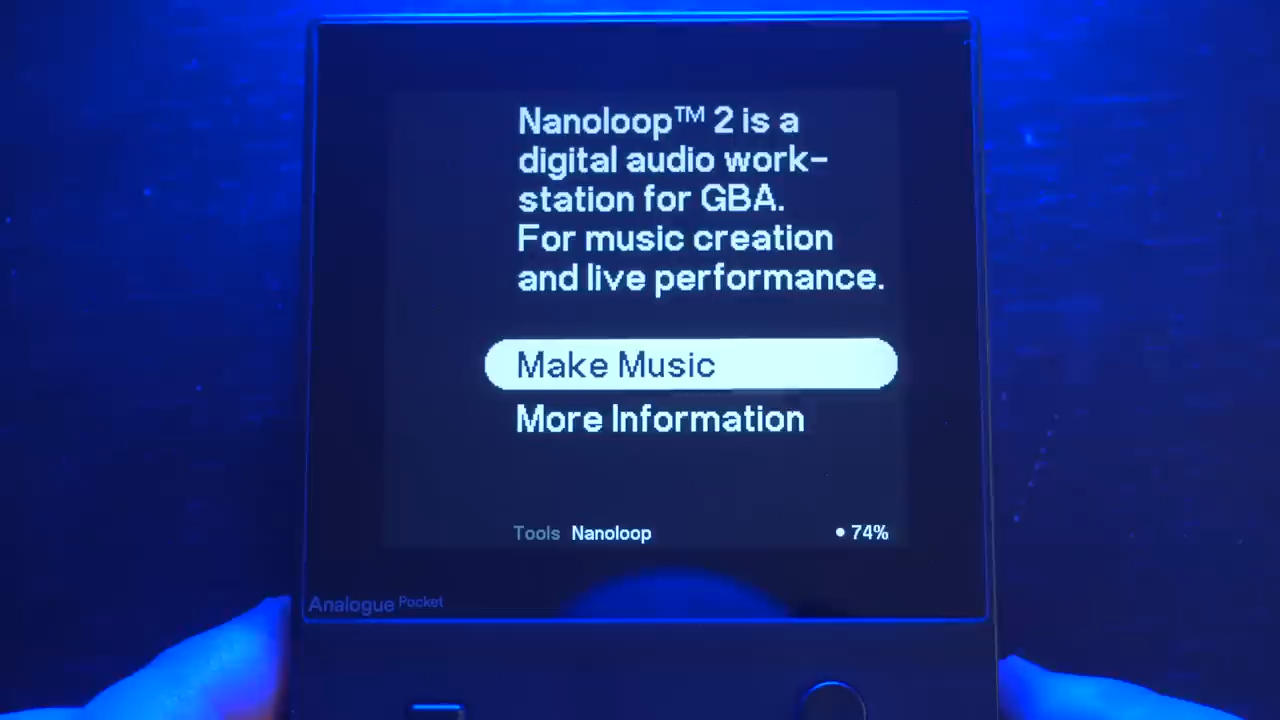 Nanoloop™ 2 is a
digital audio work-
station for GBA.
For music creation
and live performance.
Make Music
More Information
Tools Nanoloop 74%
Analogue Pocket